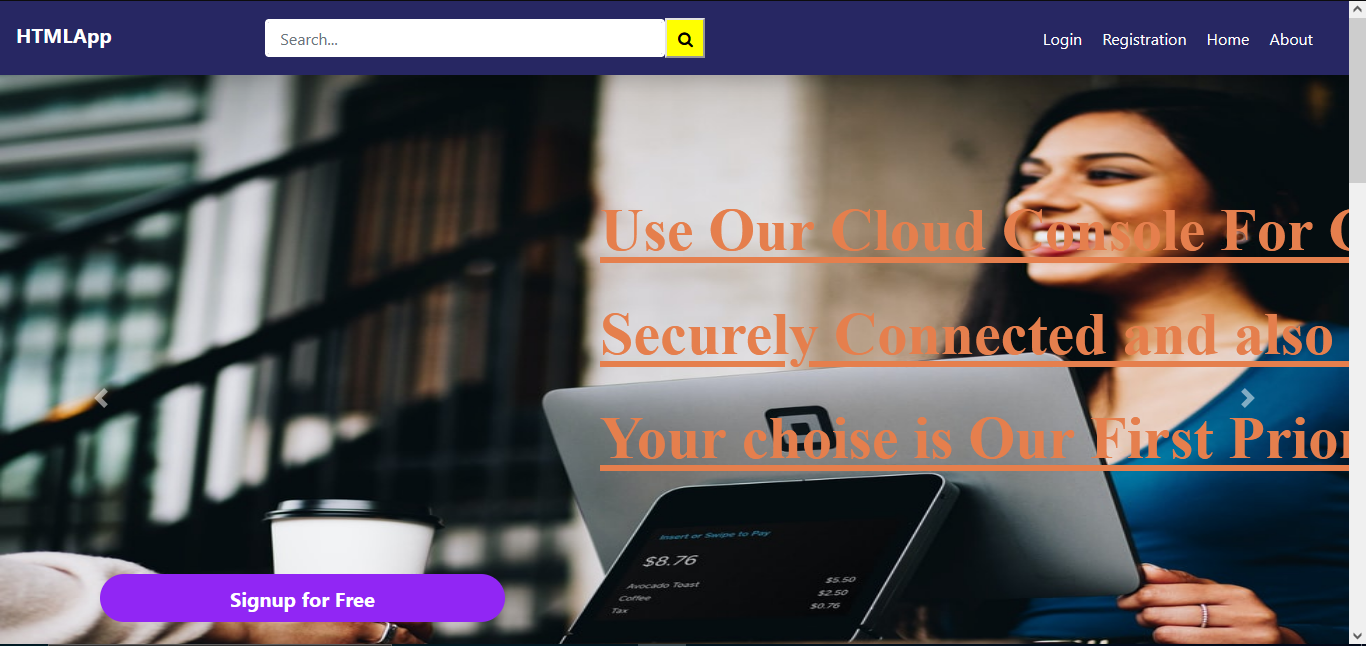 HTMLApp
Search...
Login Registration Home About
Use Our Cloud Console For
Securely Connected and also
Your choise is Our First Prior
Insert or Swipe to Pay
$8.76
Avocado Toast $5.50
Coffee $2.50
Tax $0.76
Signup for Free